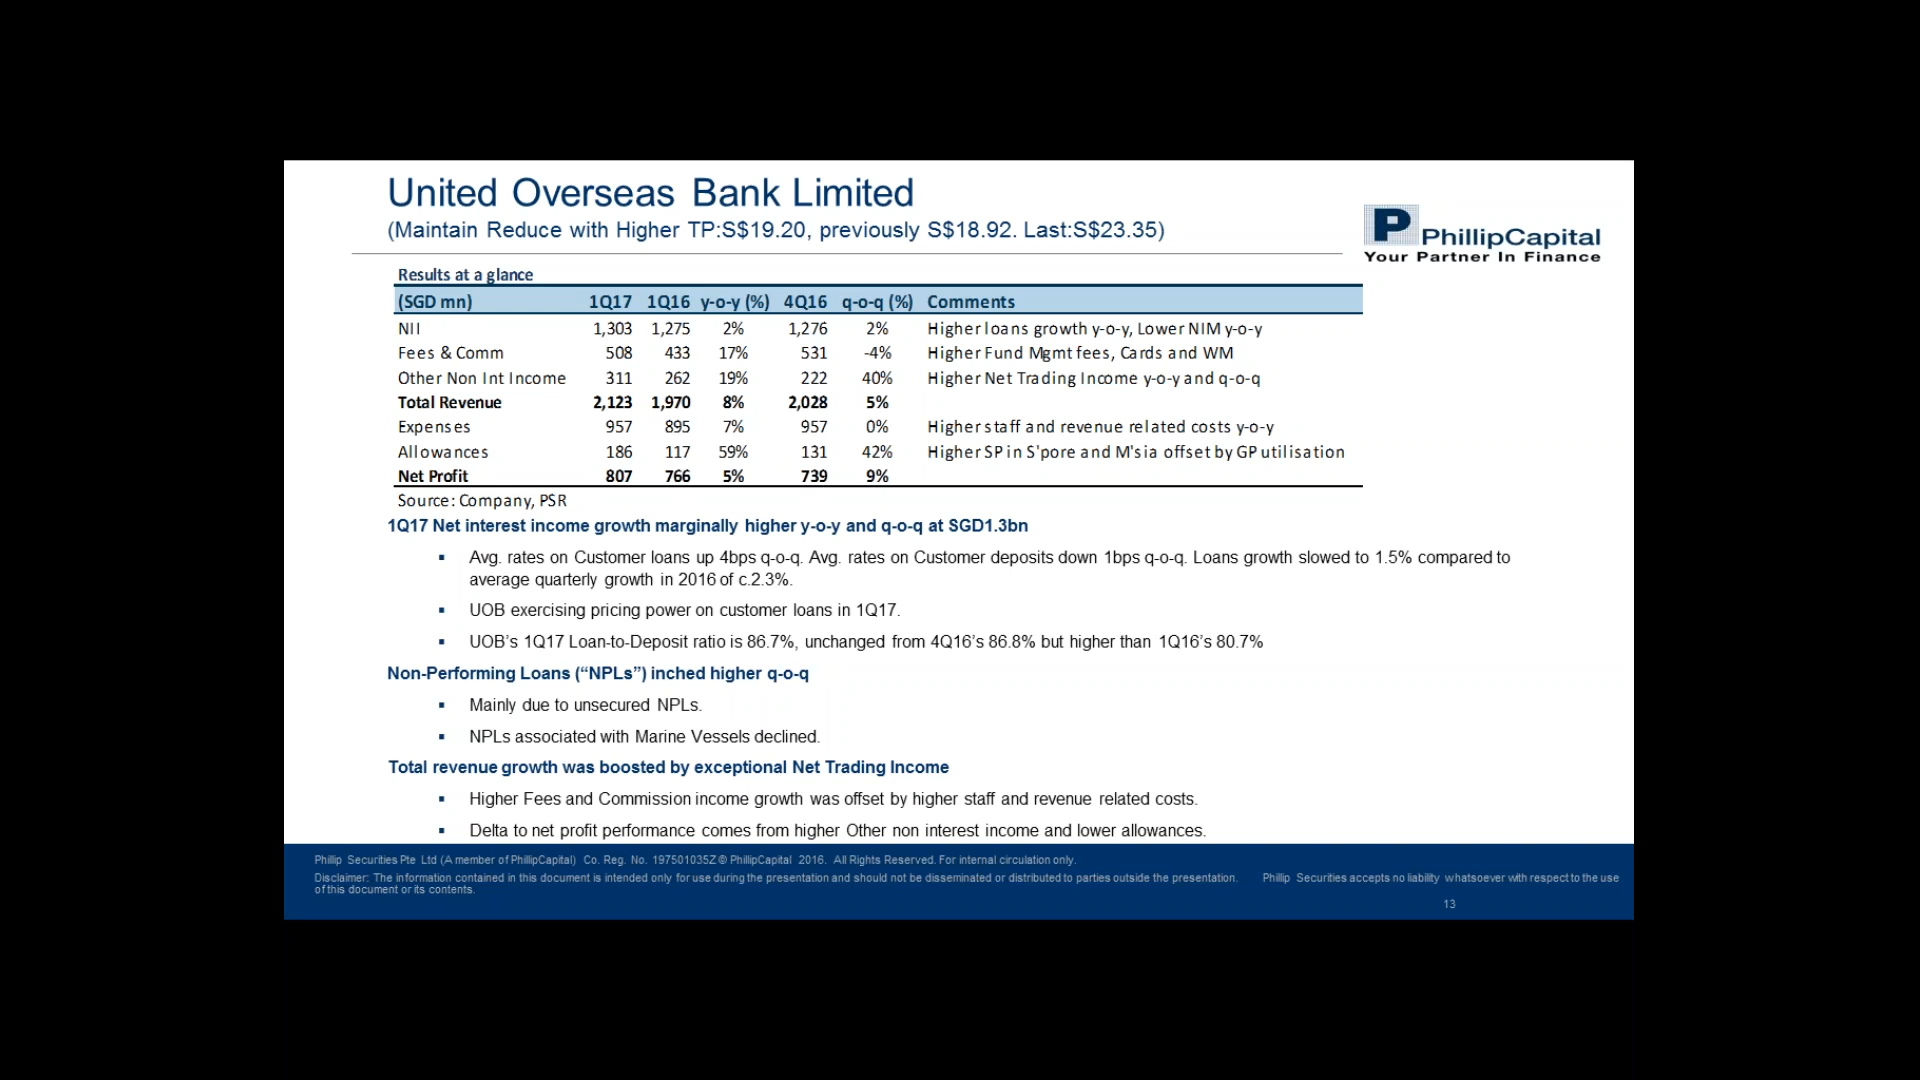 United Overseas Bank Limited
(Maintain Reduce with Higher TP:S$19.20, previously S$18.92. Last:S$23.35)
P PhillipCapital
Your Partner In Finance
Results at a glance
(SGD mn) 1Q17 1Q16 y-o-y (%) 4Q16 q-o-q (%) Comments
NII 1,303 1,275 2% 1,276 2% Higher loans growth y-o-y, Lower NIM y-o-y
Fees & Comm 508 433 17% 531 -4% Higher Fund Mgmt fees, Cards and WM
Other Non Int Income 311 262 19% 222 40% Higher Net Trading Income y-o-y and q-o-q
Total Revenue 2,123 1,970 8% 2,028 5%
Expenses 957 895 7% 957 0% Higher staff and revenue related costs y-o-y
Allowances 186 117 59% 131 42% Higher SP in S'pore and M'sia offset by GP utilisation
Net Profit 807 766 5% 739 9%
Source: Company, PSR
1Q17 Net interest income growth marginally higher y-o-y and q-o-q at SGD1.3bn
▪ Avg. rates on Customer loans up 4bps q-o-q. Avg. rates on Customer deposits down 1bps q-o-q. Loans growth slowed to 1.5% compared to
average quarterly growth in 2016 of c.2.3%.
▪ UOB exercising pricing power on customer loans in 1Q17.
▪ UOB’s 1Q17 Loan-to-Deposit ratio is 86.7%, unchanged from 4Q16’s 86.8% but higher than 1Q16’s 80.7%
Non-Performing Loans (“NPLs”) inched higher q-o-q
▪ Mainly due to unsecured NPLs.
▪ NPLs associated with Marine Vessels declined.
Total revenue growth was boosted by exceptional Net Trading Income
▪ Higher Fees and Commission income growth was offset by higher staff and revenue related costs.
▪ Delta to net profit performance comes from higher Other non interest income and lower allowances.
Phillip Securities Pte Ltd (A member of PhillipCapital) Co. Reg. No. 197501035Z © PhillipCapital 2016. All Rights Reserved. For internal circulation only.
Disclaimer: The information contained in this document is intended only for use during the presentation and should not be disseminated or distributed to parties outside the presentation. Phillip Securities accepts no liability whatsoever with respect to the use
of this document or its contents.
13